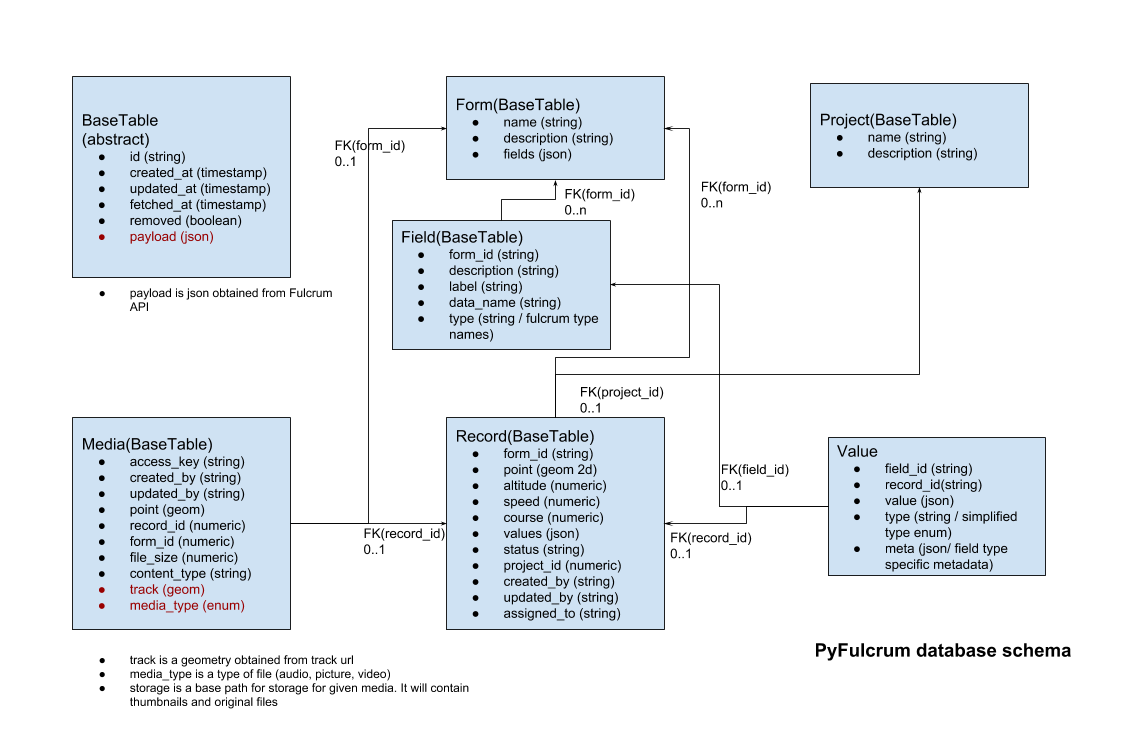 BaseTable
(abstract)
● id (string)
● created_at (timestamp)
● updated_at (timestamp)
● fetched_at (timestamp)
● removed (boolean)
● payload (json)
● payload is json obtained from Fulcrum
API
Form(BaseTable)
● name (string)
● description (string)
● fields (json)
Project(BaseTable)
● name (string)
● description (string)
FK(form_id)
0..1
FK(form_id)
0..n
FK(form_id)
0..n
Field(BaseTable)
● form_id (string)
● description (string)
● label (string)
● data_name (string)
● type (string / fulcrum type
names)
FK(project_id)
0..1
Media(BaseTable)
● access_key (string)
● created_by (string)
● updated_by (string)
● point (geom)
● record_id (numeric)
● form_id (numeric)
● file_size (numeric)
● content_type (string)
● track (geom)
● media_type (enum)
FK(record_id)
0..1
Record(BaseTable)
● form_id (string)
● point (geom 2d)
● altitude (numeric)
● speed (numeric)
● course (numeric)
● values (json)
● status (string)
● project_id (numeric)
● created_by (string)
● updated_by (string)
● assigned_to (string)
FK(field_id)
0..1
FK(record_id)
0..1
Value
● field_id (string)
● record_id(string)
● value (json)
● type (string / simplified
type enum)
● meta (json/ field type
specific metadata)
PyFulcrum database schema
● track is a geometry obtained from track url
● media_type is a type of file (audio, picture, video)
● storage is a base path for storage for given media. It will contain
thumbnails and original files